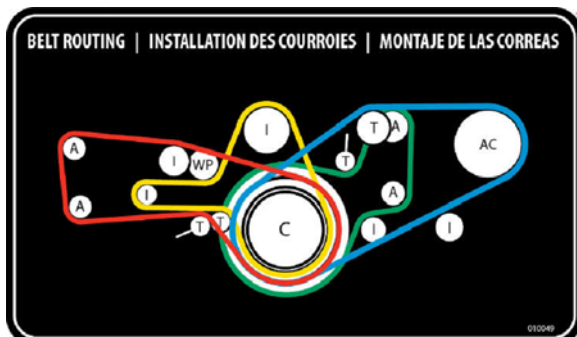 BELT ROUTING | INSTALLATION DES COURROIES | MONTAJE DE LAS CORREAS
I
T A
A
I WP
T
AC
I
A
A
T T
C
I
I
010049